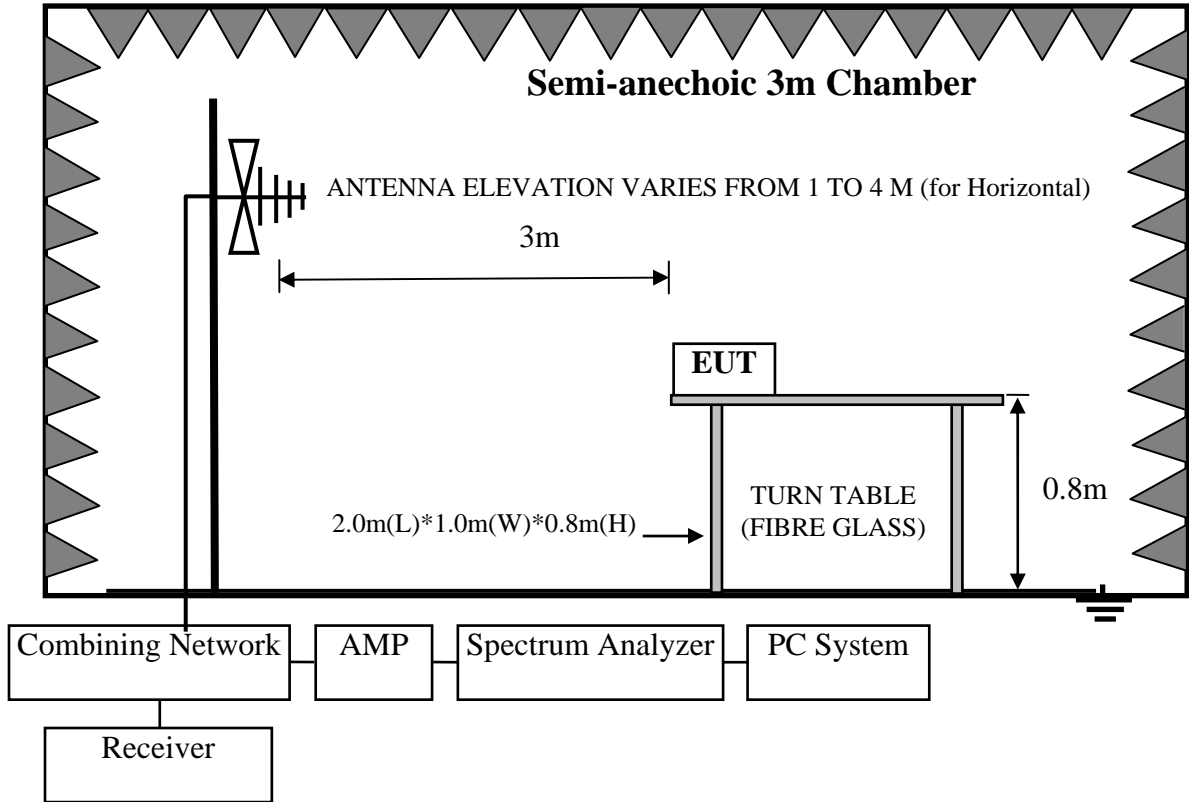 Semi-anechoic 3m Chamber
ANTENNA ELEVATION VARIES FROM 1 TO 4 M (for Horizontal)
3m
EUT
TURN TABLE
(FIBRE GLASS)
0.8m
2.0m(L)*1.0m(W)*0.8m(H)
Combining Network
AMP
Spectrum Analyzer
PC System
Receiver